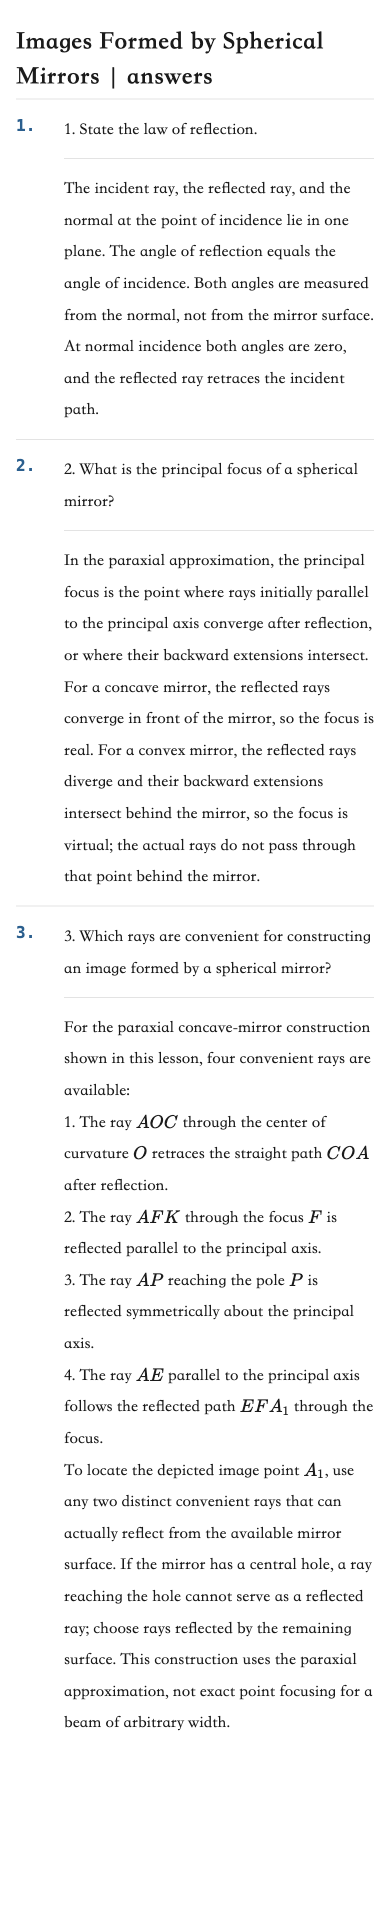 Images Formed by Spherical
Mirrors | answers
1.
1. State the law of reflection.
The incident ray, the reflected ray, and the
normal at the point of incidence lie in one
plane. The angle of reflection equals the
angle of incidence. Both angles are measured
from the normal, not from the mirror surface.
At normal incidence both angles are zero,
and the reflected ray retraces the incident
path.
2.
2. What is the principal focus of a spherical
mirror?
In the paraxial approximation, the principal
focus is the point where rays initially parallel
to the principal axis converge after reflection,
or where their backward extensions intersect.
For a concave mirror, the reflected rays
converge in front of the mirror, so the focus is
real. For a convex mirror, the reflected rays
diverge and their backward extensions
intersect behind the mirror, so the focus is
virtual; the actual rays do not pass through
that point behind the mirror.
3.
3. Which rays are convenient for constructing
an image formed by a spherical mirror?
For the paraxial concave-mirror construction
shown in this lesson, four convenient rays are
available:
1. The ray AOC through the center of
curvature O retraces the straight path COA
after reflection.
2. The ray AFK through the focus F is
reflected parallel to the principal axis.
3. The ray AP reaching the pole P is
reflected symmetrically about the principal
axis.
4. The ray AE parallel to the principal axis
follows the reflected path EFA₁ through the
focus.
To locate the depicted image point A₁, use
any two distinct convenient rays that can
actually reflect from the available mirror
surface. If the mirror has a central hole, a ray
reaching the hole cannot serve as a reflected
ray; choose rays reflected by the remaining
surface. This construction uses the paraxial
approximation, not exact point focusing for a
beam of arbitrary width.